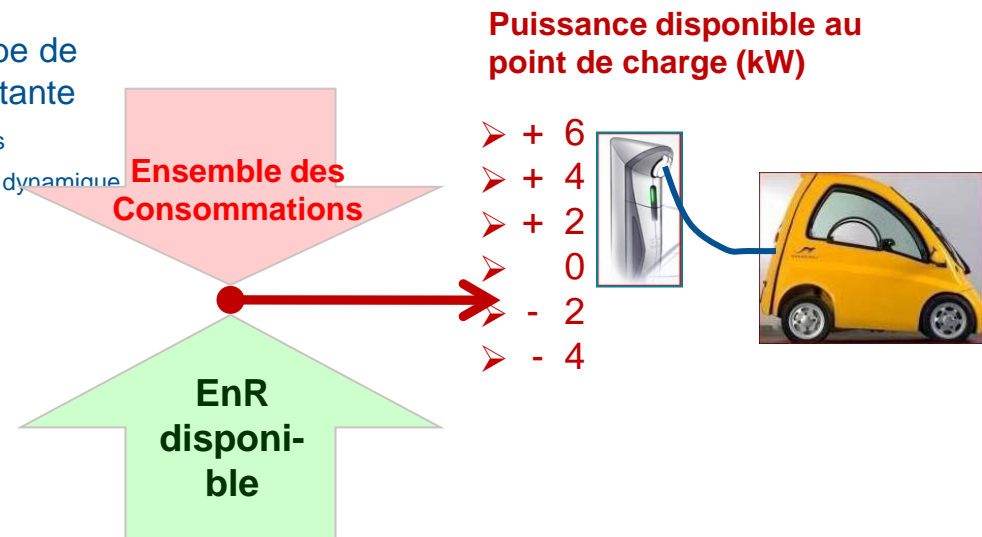 Puissance disponible au
point de charge (kW)
be de
tante
s
dynamique
Ensemble des
Consommations
➢ + 6
➢ + 4
➢ + 2
➢ 0
➢ - 2
➢ - 4
EnR
disponi-
ble